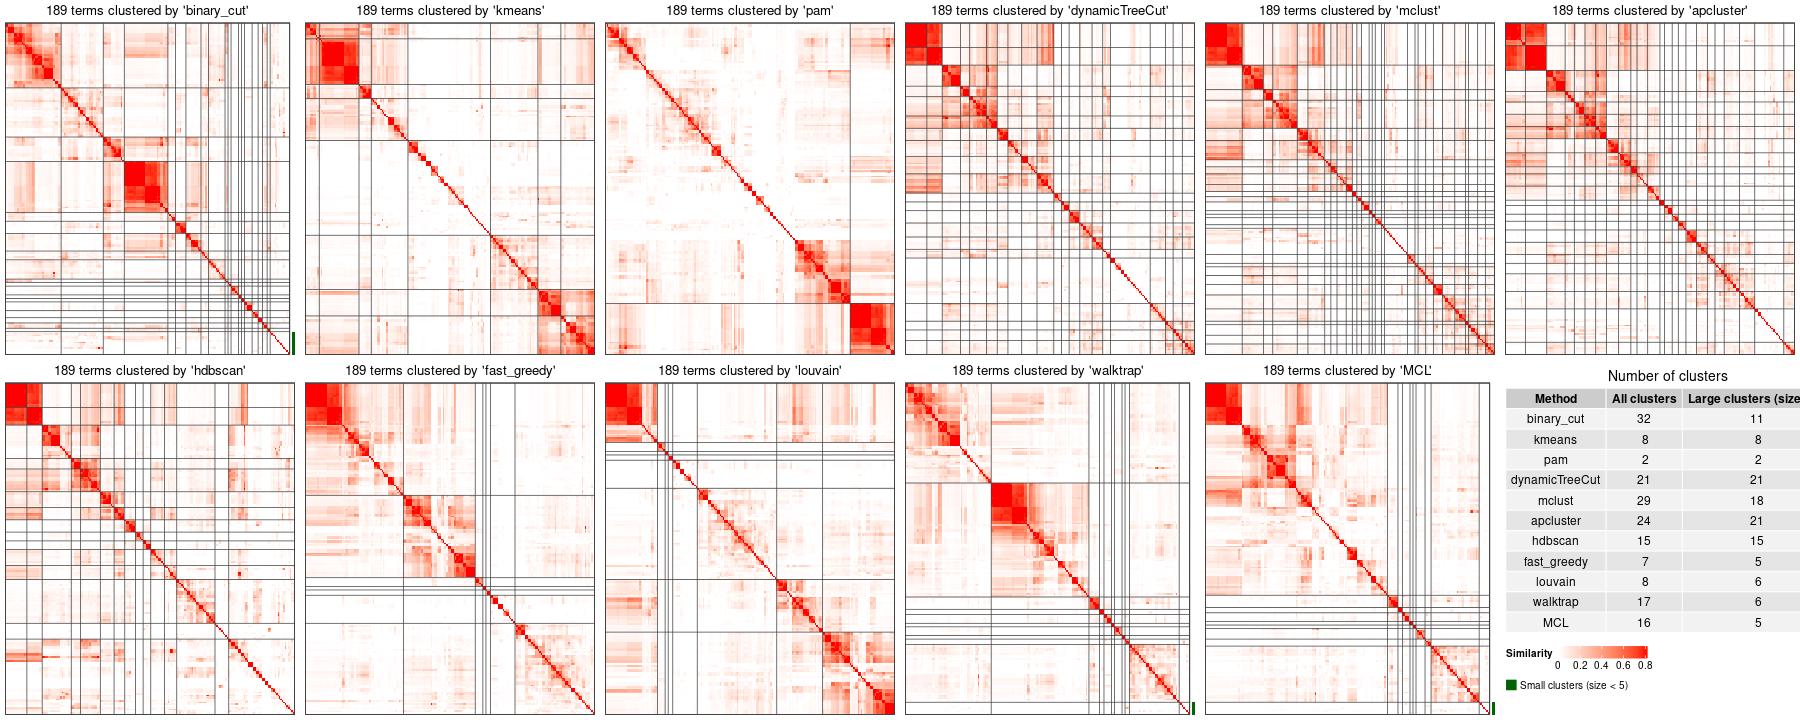 189 terms clustered by 'binary_cut'
189 terms clustered by 'kmeans'
189 terms clustered by 'pam'
189 terms clustered by 'dynamicTreeCut'
189 terms clustered by 'mclust'
189 terms clustered by 'apcluster'
189 terms clustered by 'hdbscan'
189 terms clustered by 'fast_greedy'
189 terms clustered by 'louvain'
189 terms clustered by 'walktrap'
189 terms clustered by 'MCL'
Number of clusters
Method All clusters Large clusters (size
binary_cut 32 11
kmeans 8 8
pam 2 2
dynamicTreeCut 21 21
mclust 29 18
apcluster 24 21
hdbscan 15 15
fast_greedy 7 5
louvain 8 6
walktrap 17 6
MCL 16 5
Similarity
0 0.2 0.4 0.6 0.8
Small clusters (size < 5)